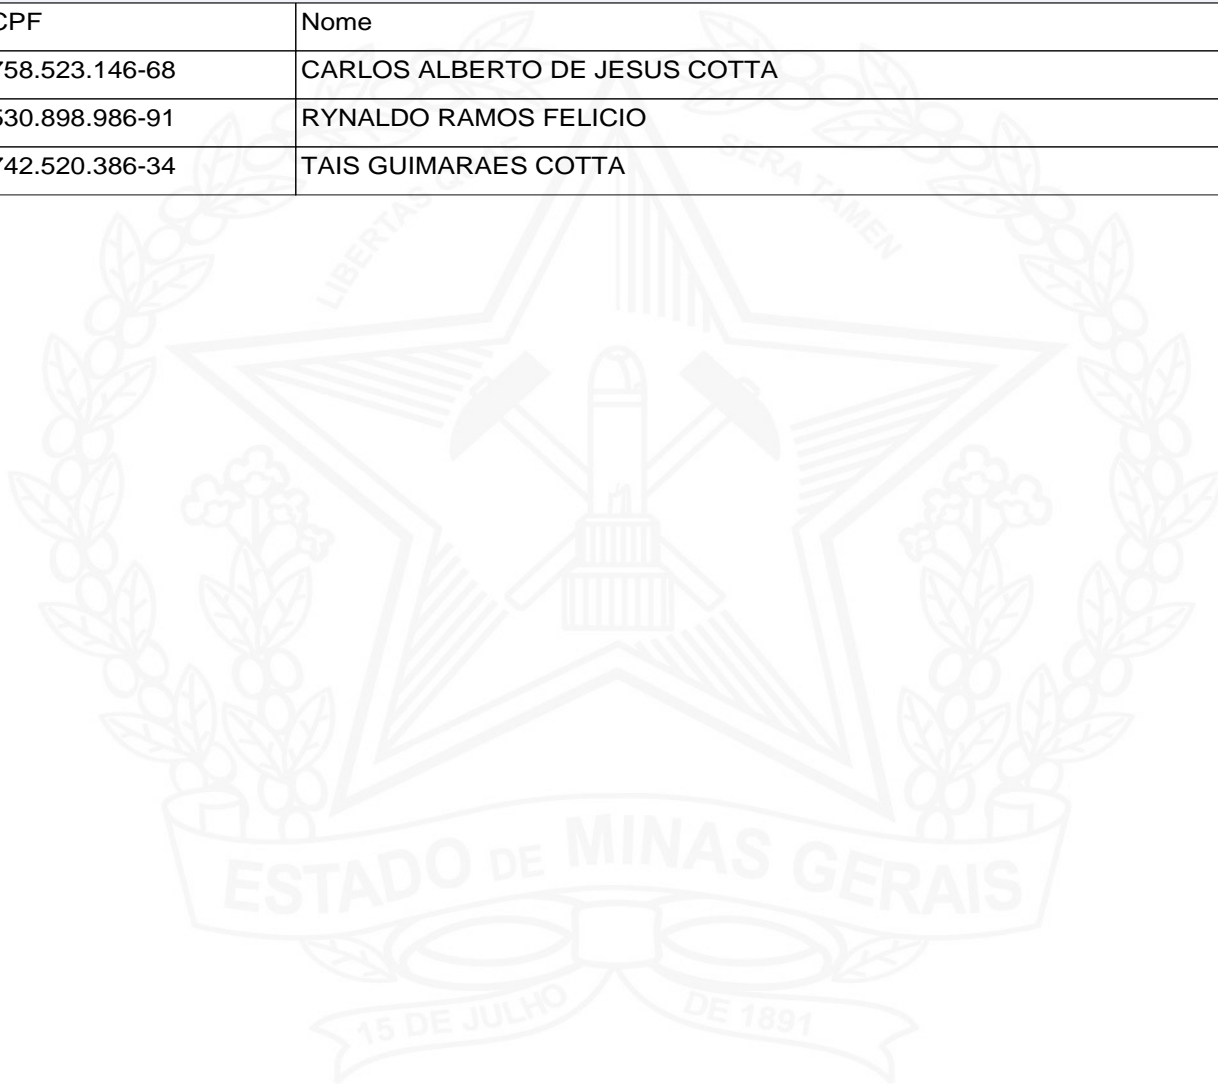 CPF Nome
758.523.146-68 CARLOS ALBERTO DE JESUS COTTA
530.898.986-91 RYNALDO RAMOS FELICIO
742.520.386-34 TAIS GUIMARAES COTTA
LIBERTAS QUE SERA TAMEN
ESTADO DE MINAS GERAIS
15 DE JULHO DE 1891